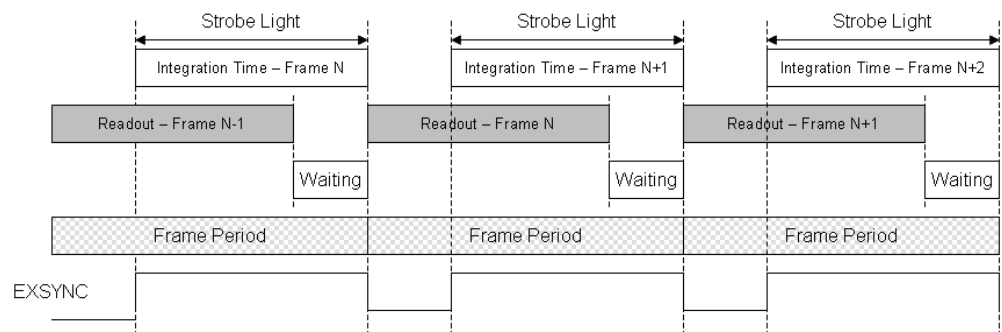 Strobe Light Strobe Light Strobe Light
Integration Time – Frame N Integration Time – Frame N+1 Integration Time – Frame N+2
Readout – Frame N-1 Readout – Frame N Readout – Frame N+1
Waiting Waiting Waiting
Frame Period Frame Period Frame Period
EXSYNC